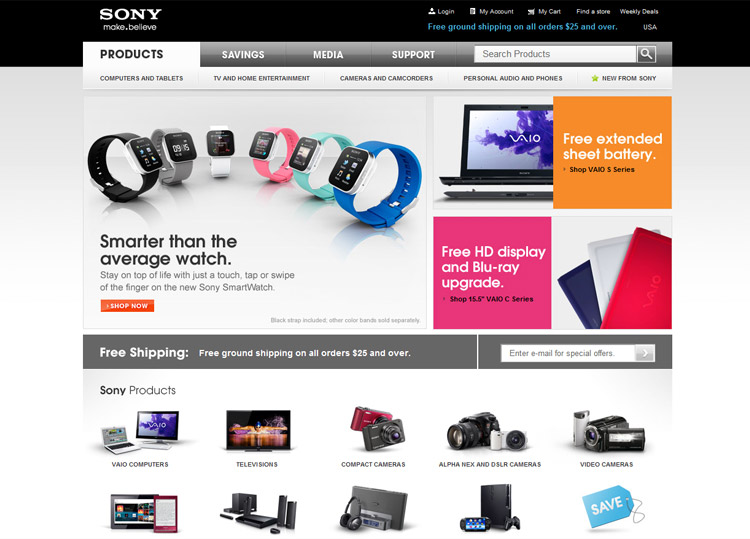 SONY
make.believe
Login
My Account
My Cart
Find a store
Weekly Deals
Free ground shipping on all orders $25 and over.
USA
PRODUCTS
SAVINGS
MEDIA
SUPPORT
Search Products
COMPUTERS AND TABLETS
TV AND HOME ENTERTAINMENT
CAMERAS AND CAMCORDERS
PERSONAL AUDIO AND PHONES
NEW FROM SONY
Smarter than the
average watch.
Stay on top of life with just a touch, tap or swipe
of the finger on the new Sony SmartWatch.
SHOP NOW
Black strap included, other color bands sold separately.
VAIO
Free extended
sheet battery.
Shop VAIO S Series
Free HD display
and Blu-ray
upgrade.
Shop 15.5" VAIO C Series
VAIO
Free Shipping:
Free ground shipping on all orders $25 and over.
Enter e-mail for special offers.
Sony Products
VAIO
VAIO COMPUTERS
TELEVISIONS
COMPACT CAMERAS
ALPHA NEX AND DSLR CAMERAS
VIDEO CAMERAS
SAVE